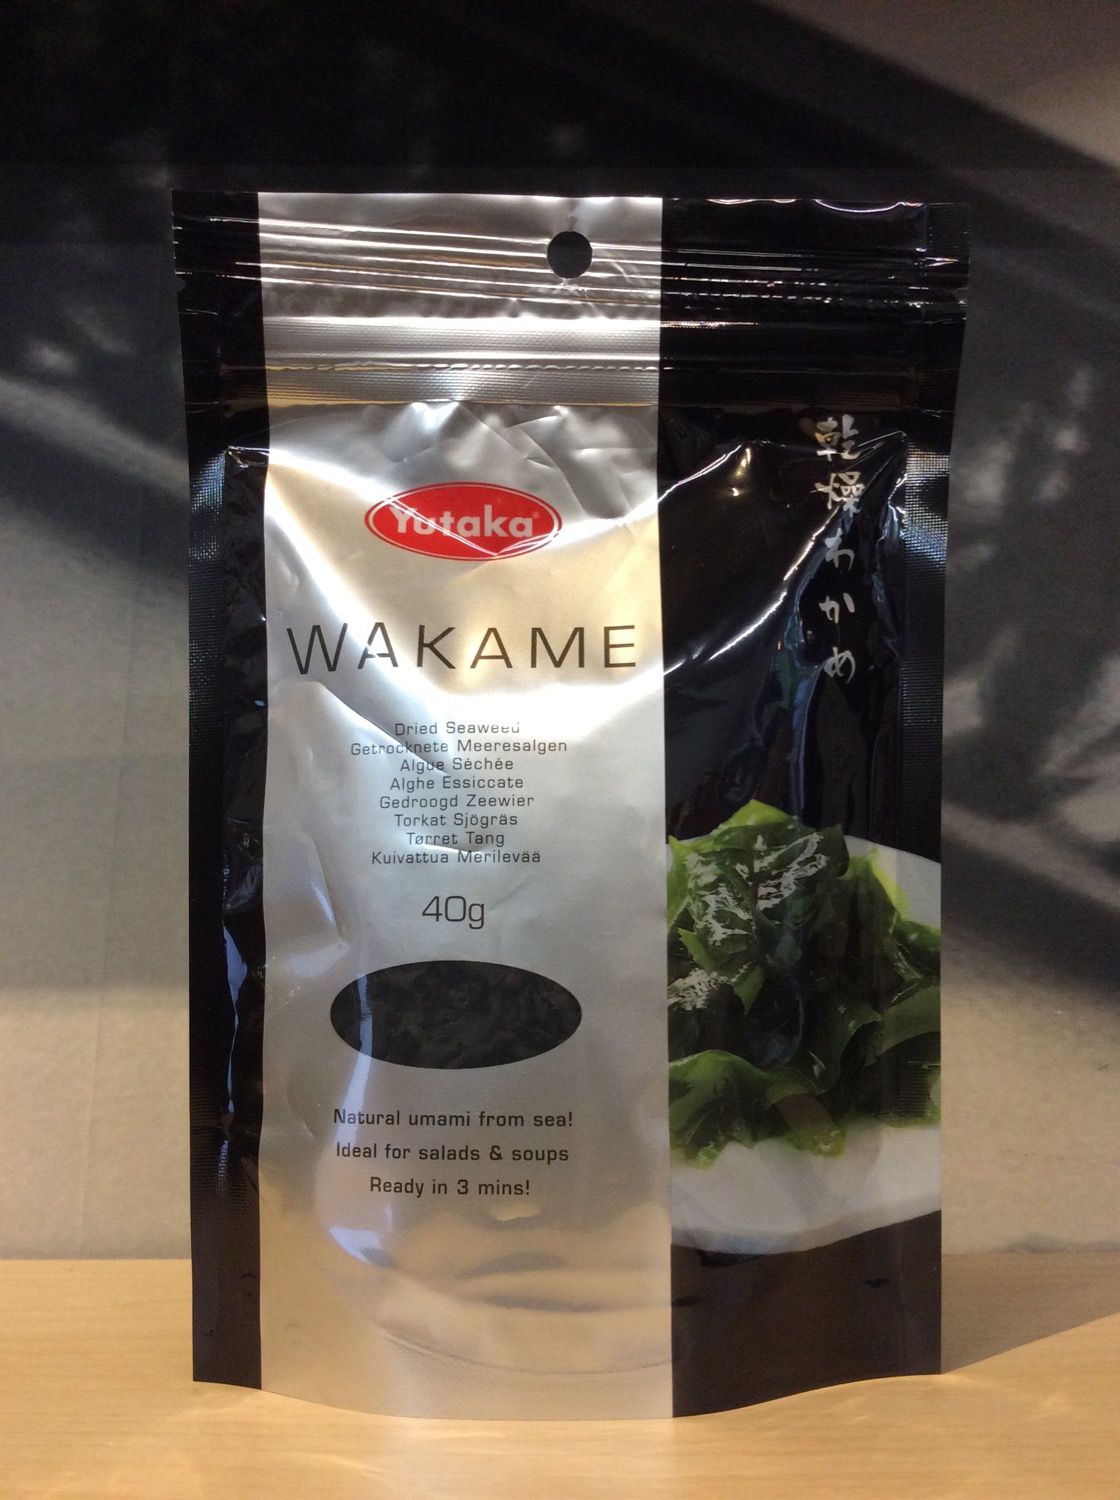 Yutaka
WAKAME
Dried Seaweed
Getrocknete Meeresalgen
Algue Séchée
Alghe Essiccate
Gedroogd Zeewier
Torkat Sjögräs
Tørret Tang
Kuivattua Merilevää
40g
Natural umami from sea!
Ideal for salads & soups
Ready in 3 mins!
乾燥わかめ